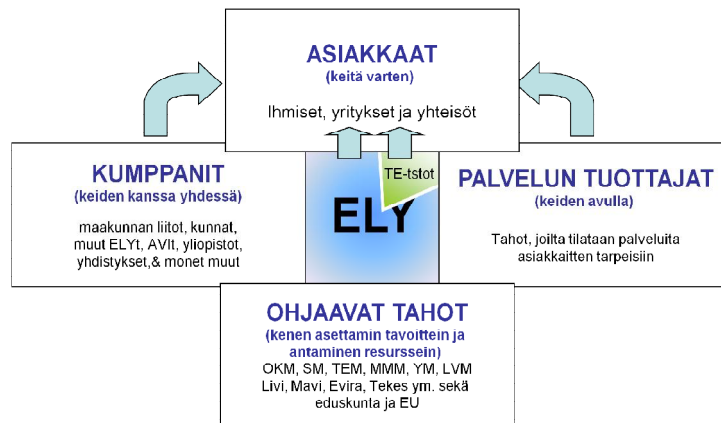 ASIAKKAAT
(keitä varten)
Ihmiset, yritykset ja yhteisöt
KUMPPANIT
(keiden kanssa yhdessä)
maakunnan liitot, kunnat,
muut ELYt, AVIt, yliopistot,
yhdistykset,& monet muut
TE-tstot
ELY
PALVELUN TUOTTAJAT
(keiden avulla)
Tahot, joilta tilataan palveluita
asiakkaitten tarpeisiin
OHJAAVAT TAHOT
(kenen asettamin tavoittein ja
antaminen resurssein)
OKM, SM, TEM, MMM, YM, LVM
Livi, Mavi, Evira, Tekes ym. sekä
eduskunta ja EU